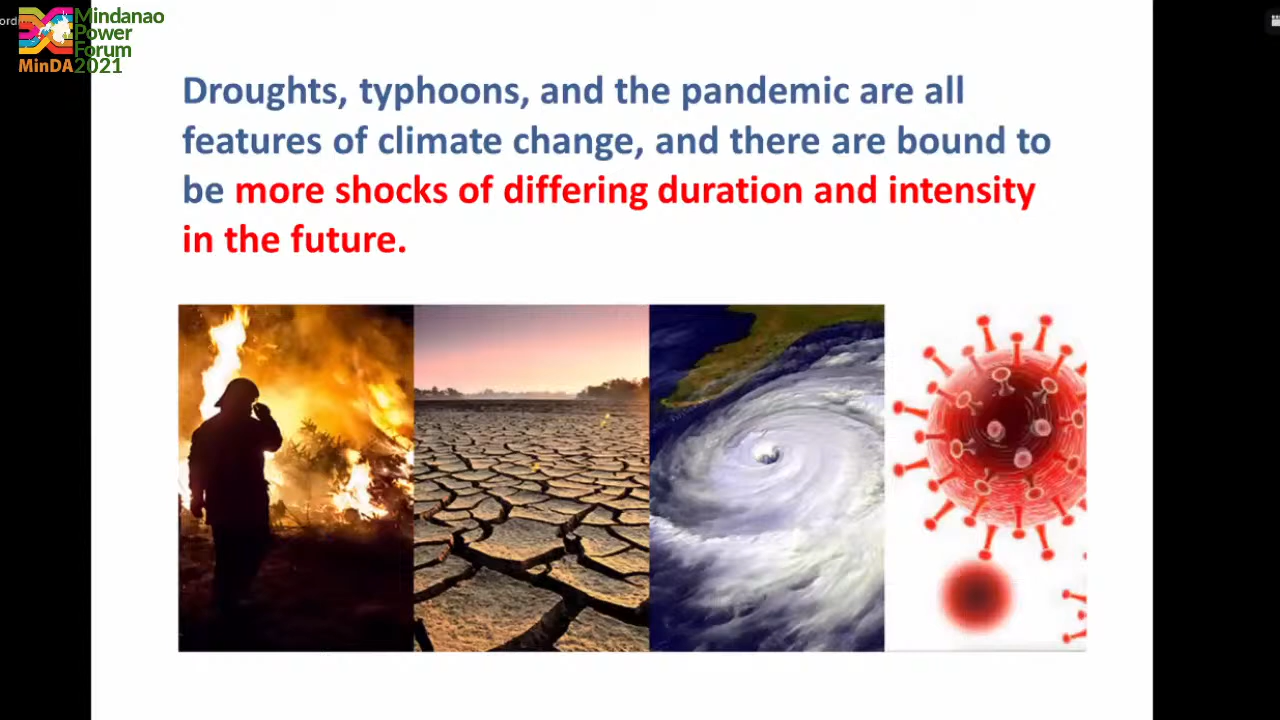 Mindanao
Power
Forum
MinDA2021
Droughts, typhoons, and the pandemic are all
features of climate change, and there are bound to
be more shocks of differing duration and intensity
in the future.